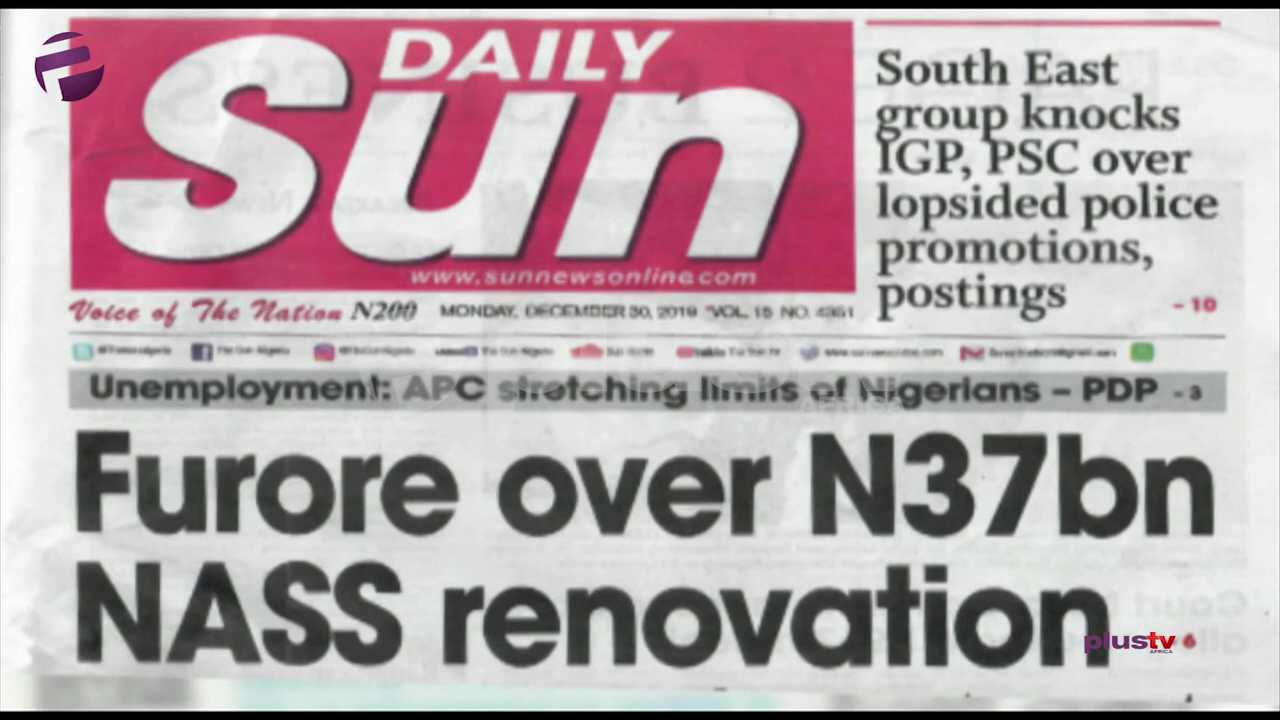 DAILY
Sun
www.sunnewsonline.com
Voice of The Nation N200 MONDAY, DECEMBER 30, 2019 VOL. 15 NO.
South East
group knocks
IGP, PSC over
lopsided police
promotions,
postings
- 10
Unemployment: APC stretching limits of Nigerians – PDP - 3
Furore over N37bn
NASS renovation
plustv
AFRICA